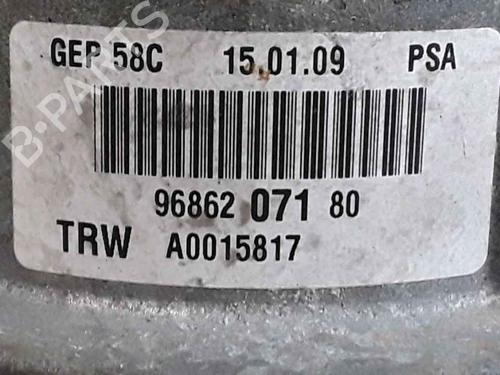 GEP 58C 15.01.09 PSA
96862 071 80
TRW A0015817
B-PARTS